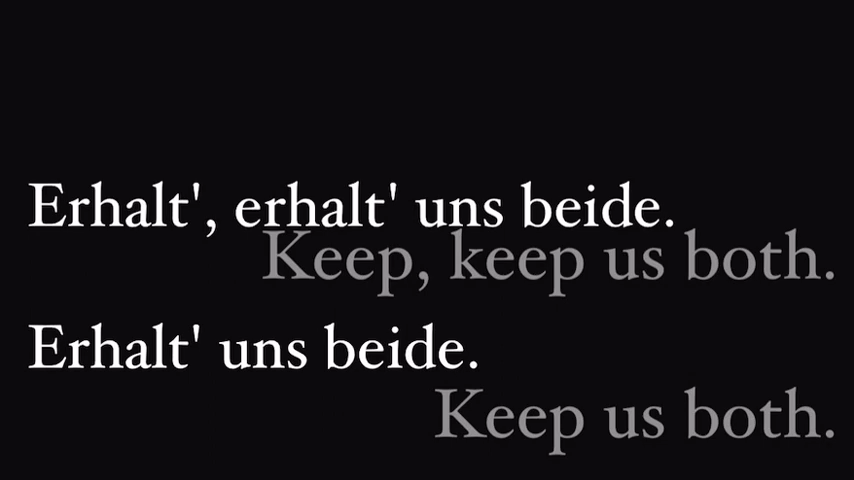 Erhalt', erhalt' uns beide.
Keep, keep us both.
Erhalt' uns beide.
Keep us both.